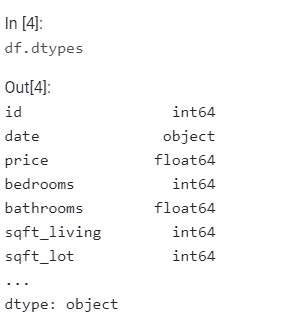 In [4]:
df.dtypes
Out[4]:
id int64
date object
price float64
bedrooms int64
bathrooms float64
sqft_living int64
sqft_lot int64
...
dtype: object